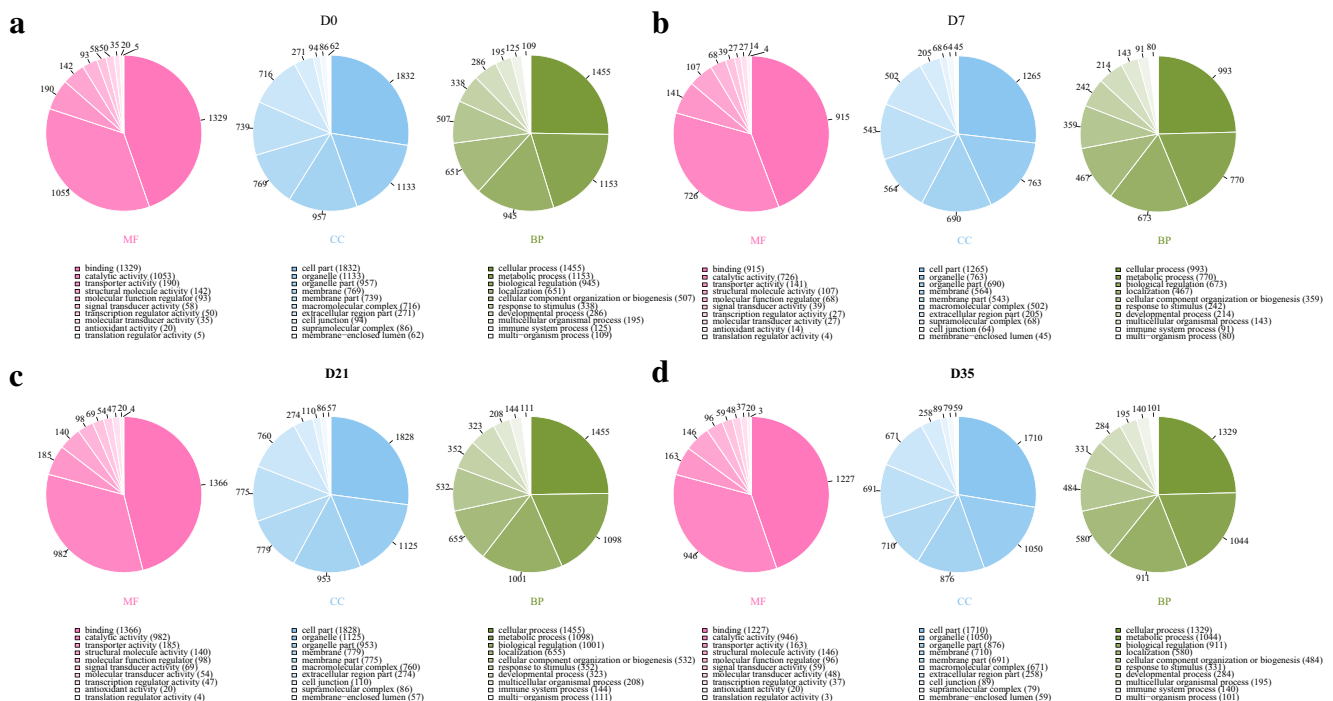 a
D0
5
20
35
50
58
93
142
190
1053
1329
MF
62
86
94
271
716
739
769
957
1133
1832
CC
109
125
195
286
338
507
651
945
1153
1455
BP
binding (1329)
catalytic activity (1053)
transporter activity (190)
structural molecule activity (142)
molecular function regulator (93)
signal transducer activity (58)
transcription regulator activity (50)
molecular transducer activity (35)
antioxidant activity (20)
translation regulator activity (5)
cell part (1832)
organelle (1133)
organelle part (957)
membrane (769)
membrane part (739)
macromolecular complex (716)
extracellular region part (271)
cell junction (94)
supramolecular complex (86)
membrane−enclosed lumen (62)
cellular process (1455)
metabolic process (1153)
biological regulation (945)
localization (651)
cellular component organization or biogenesis (507)
response to stimulus (338)
developmental process (286)
multicellular organismal process (195)
immune system process (125)
multi−organism process (109)
b
D7
4
14
27
27
39
68
107
141
726
915
MF
45
64
68
205
502
543
564
690
763
1265
CC
80
91
143
214
242
359
467
673
770
993
BP
binding (915)
catalytic activity (726)
transporter activity (141)
structural molecule activity (107)
molecular function regulator (68)
signal transducer activity (39)
transcription regulator activity (27)
molecular transducer activity (27)
antioxidant activity (14)
translation regulator activity (4)
cell part (1265)
organelle (763)
organelle part (690)
membrane (564)
membrane part (543)
macromolecular complex (502)
extracellular region part (205)
supramolecular complex (68)
cell junction (64)
membrane−enclosed lumen (45)
cellular process (993)
metabolic process (770)
biological regulation (673)
localization (467)
cellular component organization or biogenesis (359)
response to stimulus (242)
developmental process (214)
multicellular organismal process (143)
immune system process (91)
multi−organism process (80)
c
D21
4
20
47
54
69
98
140
185
982
1366
MF
57
86
110
274
760
775
779
953
1125
1828
CC
111
144
208
323
352
532
655
1001
1098
1455
BP
binding (1366)
catalytic activity (982)
transporter activity (185)
structural molecule activity (140)
molecular function regulator (98)
signal transducer activity (69)
molecular transducer activity (54)
transcription regulator activity (47)
antioxidant activity (20)
translation regulator activity (4)
cell part (1828)
organelle (1125)
organelle part (953)
membrane (779)
membrane part (775)
macromolecular complex (760)
extracellular region part (274)
cell junction (110)
supramolecular complex (86)
membrane−enclosed lumen (57)
cellular process (1455)
metabolic process (1098)
biological regulation (1001)
localization (655)
cellular component organization or biogenesis (532)
response to stimulus (352)
developmental process (323)
multicellular organismal process (208)
immune system process (144)
multi−organism process (111)
d
D35
3
20
37
48
59
96
146
163
946
1227
MF
59
79
89
258
671
691
710
876
1050
1710
CC
101
140
195
284
331
484
580
911
1044
1329
BP
binding (1227)
catalytic activity (946)
transporter activity (163)
structural molecule activity (146)
molecular function regulator (96)
signal transducer activity (59)
molecular transducer activity (48)
transcription regulator activity (37)
antioxidant activity (20)
translation regulator activity (3)
cell part (1710)
organelle (1050)
organelle part (876)
membrane (710)
membrane part (691)
macromolecular complex (671)
extracellular region part (258)
cell junction (89)
supramolecular complex (79)
membrane−enclosed lumen (59)
cellular process (1329)
metabolic process (1044)
biological regulation (911)
localization (580)
cellular component organization or biogenesis (484)
response to stimulus (331)
developmental process (284)
multicellular organismal process (195)
immune system process (140)
multi−organism process (101)